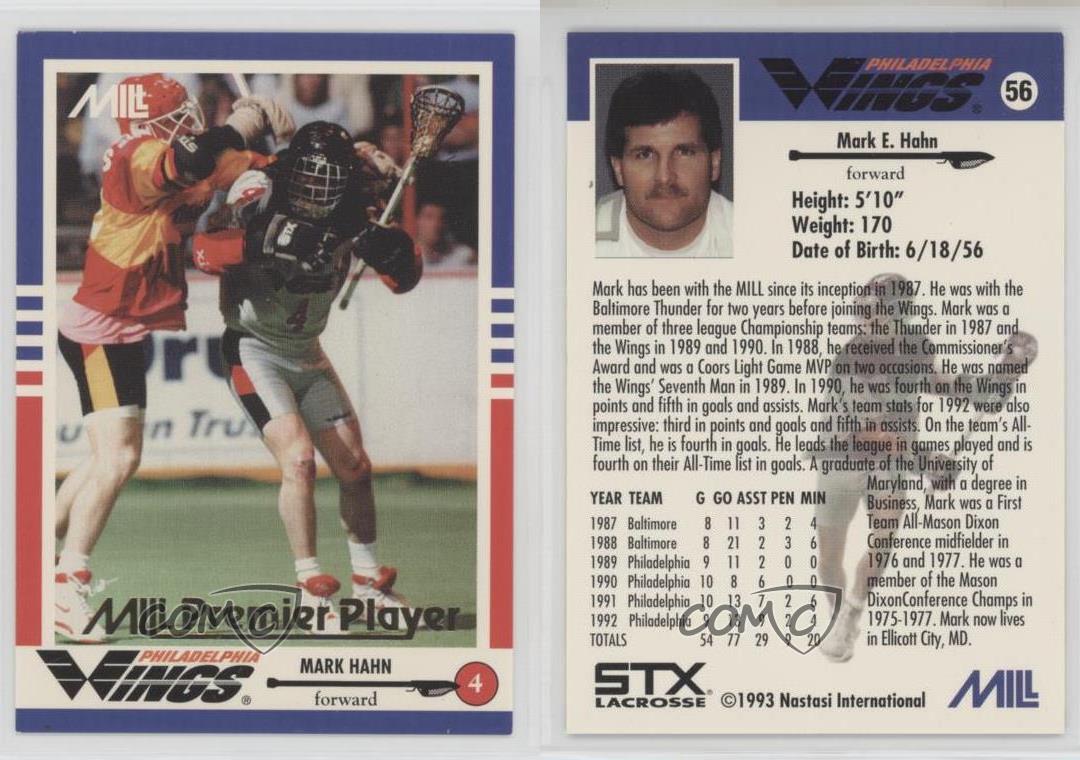 MILL
4
MILL Premier Player
PHILADELPHIA
WINGS®
MARK HAHN
forward
4
COMC
PHILADELPHIA
WINGS®
56
Mark E. Hahn
forward
Height: 5'10"
Weight: 170
Date of Birth: 6/18/56
Mark has been with the MILL since its inception in 1987. He was with the
Baltimore Thunder for two years before joining the Wings. Mark was a
member of three league Championship teams: the Thunder in 1987 and
the Wings in 1989 and 1990. In 1988, he received the Commissioner's
Award and was a Coors Light Game MVP on two occasions. He was named
the Wings' Seventh Man in 1989. In 1990, he was fourth on the Wings in
points and fifth in goals and assists. Mark's team stats for 1992 were also
impressive: third in points and goals and fifth in assists. On the team's All-
Time list, he is fourth in goals. He leads the league in games played and is
fourth on their All-Time list in goals. A graduate of the University of
Maryland, with a degree in
Business, Mark was a First
Team All-Mason Dixon
Conference midfielder in
1976 and 1977. He was a
member of the Mason
DixonConference Champs in
1975-1977. Mark now lives
in Ellicott City, MD.
YEAR TEAM G GO ASST PEN MIN
1987 Baltimore 8 11 3 2 4
1988 Baltimore 8 21 2 3 6
1989 Philadelphia 9 11 2 0 0
1990 Philadelphia 10 8 6 0 0
1991 Philadelphia 10 13 7 2 6
1992 Philadelphia 9 2 4
TOTALS 54 77 29 9 20
COMC
STX
LACROSSE®
©1993 Nastasi International
MILL